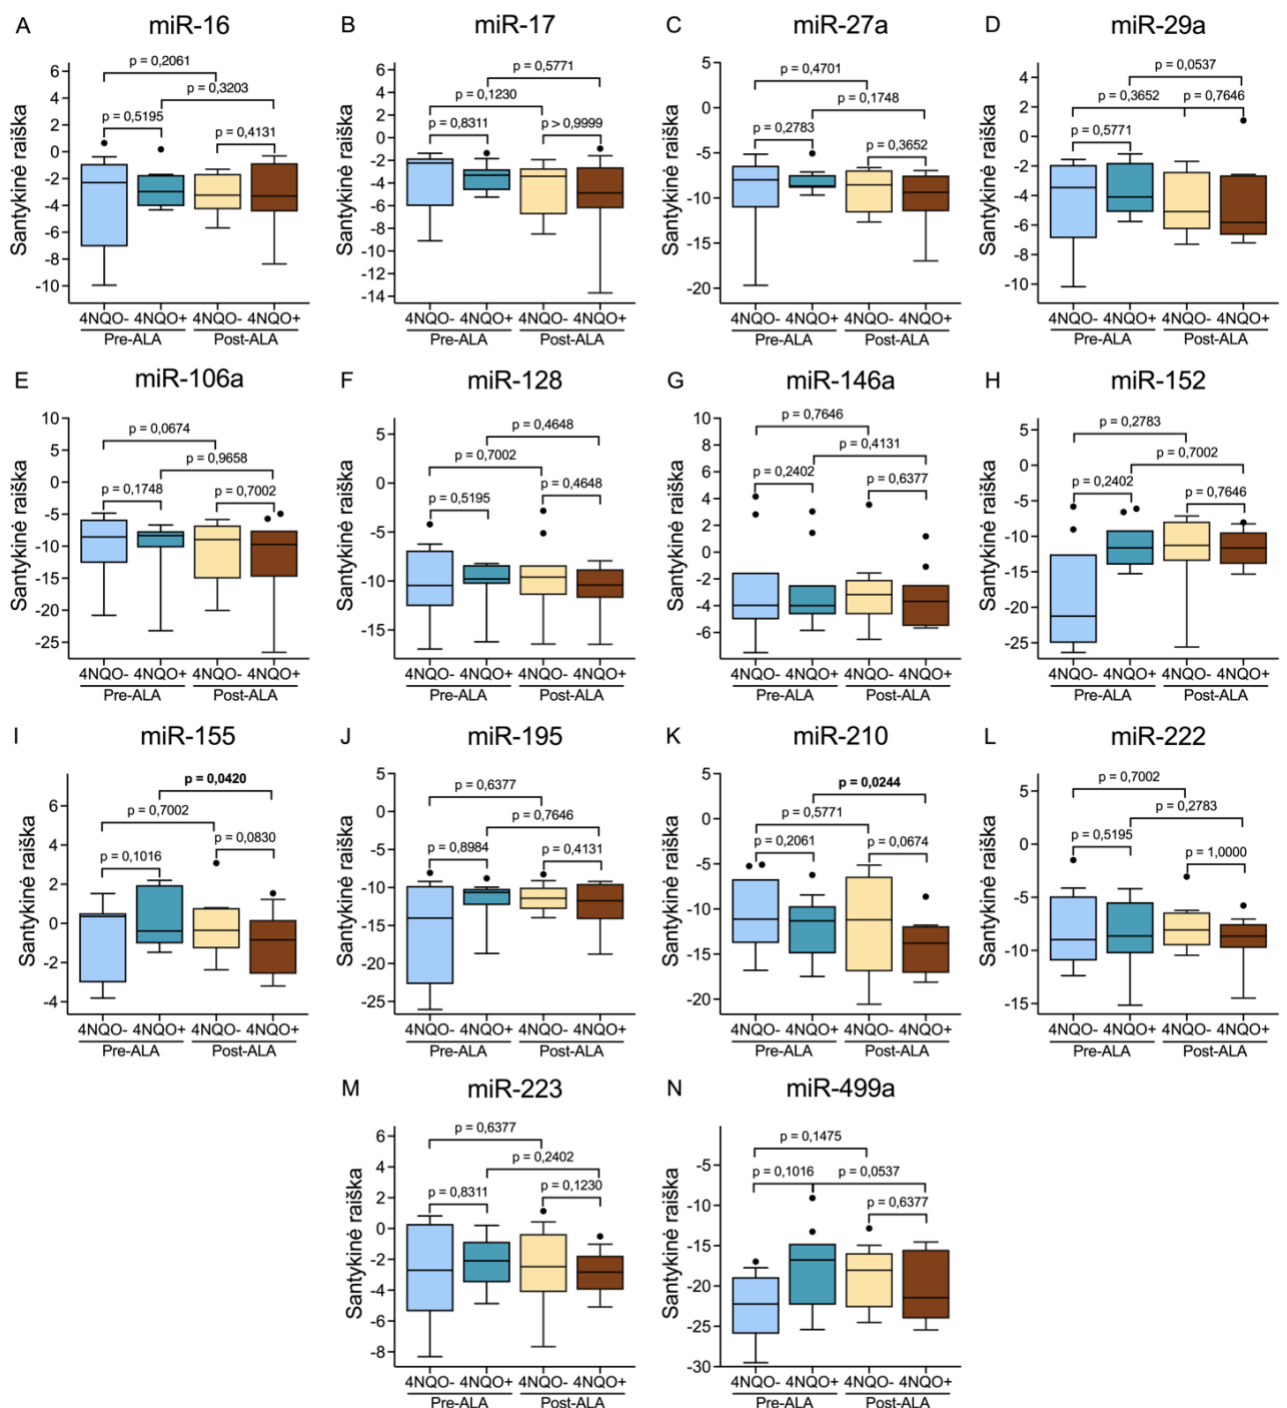 A miR-16
B miR-17
C miR-27a
D miR-29a
Santykinė raiška
6
4
2
0
-2
-4
-6
-8
-10
p = 0,2061
p = 0,3203
p = 0,5195
p = 0,4131
4NQO- 4NQO+ 4NQO- 4NQO+
Pre-ALA Post-ALA
Santykinė raiška
6
4
2
0
-2
-4
-6
-8
-10
-12
-14
p = 0,5771
p = 0,1230
p = 0,8311
p > 0,9999
4NQO- 4NQO+ 4NQO- 4NQO+
Pre-ALA Post-ALA
Santykinė raiška
5
0
-5
-10
-15
-20
p = 0,4701
p = 0,1748
p = 0,2783
p = 0,3652
4NQO- 4NQO+ 4NQO- 4NQO+
Pre-ALA Post-ALA
Santykinė raiška
4
2
0
-2
-4
-6
-8
-10
p = 0,0537
p = 0,3652
p = 0,7646
p = 0,5771
4NQO- 4NQO+ 4NQO- 4NQO+
Pre-ALA Post-ALA
E miR-106a
F miR-128
G miR-146a
H miR-152
Santykinė raiška
10
5
0
-5
-10
-15
-20
-25
p = 0,0674
p = 0,9658
p = 0,1748
p = 0,7002
4NQO- 4NQO+ 4NQO- 4NQO+
Pre-ALA Post-ALA
Santykinė raiška
5
0
-5
-10
-15
p = 0,4648
p = 0,7002
p = 0,4648
p = 0,5195
4NQO- 4NQO+ 4NQO- 4NQO+
Pre-ALA Post-ALA
Santykinė raiška
10
8
6
4
2
0
-2
-4
-6
p = 0,7646
p = 0,4131
p = 0,2402
p = 0,6377
4NQO- 4NQO+ 4NQO- 4NQO+
Pre-ALA Post-ALA
Santykinė raiška
5
0
-5
-10
-15
-20
-25
p = 0,2783
p = 0,7002
p = 0,2402
p = 0,7646
4NQO- 4NQO+ 4NQO- 4NQO+
Pre-ALA Post-ALA
I miR-155
J miR-195
K miR-210
L miR-222
Santykinė raiška
6
4
2
0
-2
-4
p = 0,0420
p = 0,7002
p = 0,0830
p = 0,1016
4NQO- 4NQO+ 4NQO- 4NQO+
Pre-ALA Post-ALA
Santykinė raiška
5
0
-5
-10
-15
-20
-25
p = 0,6377
p = 0,7646
p = 0,8984
p = 0,4131
4NQO- 4NQO+ 4NQO- 4NQO+
Pre-ALA Post-ALA
Santykinė raiška
5
0
-5
-10
-15
-20
p = 0,0244
p = 0,5771
p = 0,2061
p = 0,0674
4NQO- 4NQO+ 4NQO- 4NQO+
Pre-ALA Post-ALA
Santykinė raiška
5
0
-5
-10
-15
p = 0,7002
p = 0,2783
p = 0,5195
p = 1,0000
4NQO- 4NQO+ 4NQO- 4NQO+
Pre-ALA Post-ALA
M miR-223
N miR-499a
Santykinė raiška
6
4
2
0
-2
-4
-6
-8
p = 0,6377
p = 0,2402
p = 0,8311
p = 0,1230
4NQO- 4NQO+ 4NQO- 4NQO+
Pre-ALA Post-ALA
Santykinė raiška
-5
-10
-15
-20
-25
-30
p = 0,1475
p = 0,1016
p = 0,0537
p = 0,6377
4NQO- 4NQO+ 4NQO- 4NQO+
Pre-ALA Post-ALA